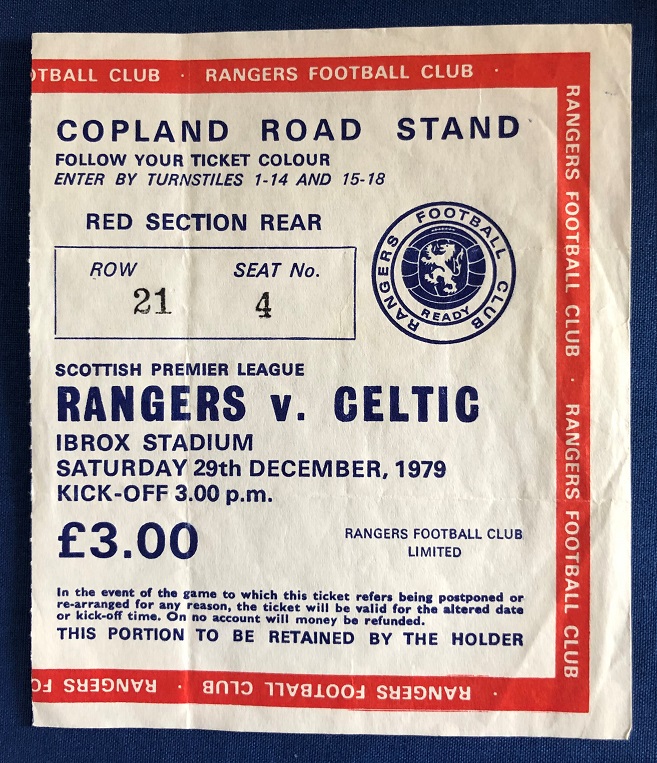 OTBALL CLUB · RANGERS FOOTBALL CLUB ·
RANGERS FOOTBALL CLUB · RANGERS FOOTBALL CLUB
COPLAND ROAD STAND
FOLLOW YOUR TICKET COLOUR
ENTER BY TURNSTILES 1-14 AND 15-18
RED SECTION REAR
ROW SEAT No.
21 4
RANGERS FOOTBALL CLUB
READY
SCOTTISH PREMIER LEAGUE
RANGERS v. CELTIC
IBROX STADIUM
SATURDAY 29th DECEMBER, 1979
KICK-OFF 3.00 p.m.
£3.00
RANGERS FOOTBALL CLUB
LIMITED
In the event of the game to which this ticket refers being postponed or
re-arranged for any reason, the ticket will be valid for the altered date
or kick-off time. On no account will money be refunded.
THIS PORTION TO BE RETAINED BY THE HOLDER
· RANGERS FOOTBALL CLUB · RANGERS FO